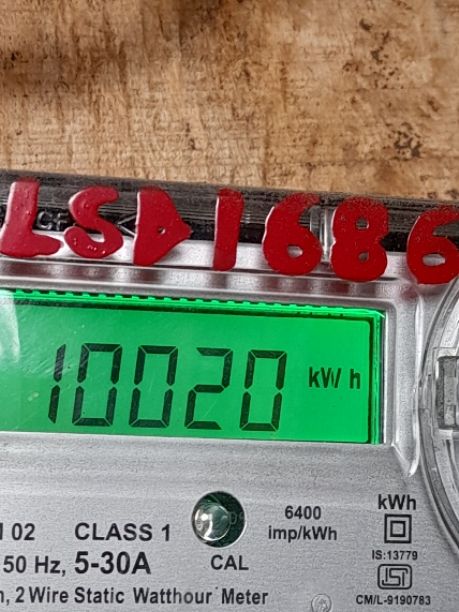 10020 kW h
02 CLASS 1 6400 kWh
50 Hz, 5-30A imp/kWh
CAL IS:13779
2 Wire Static Watthour Meter ISI
CM/L-9190783